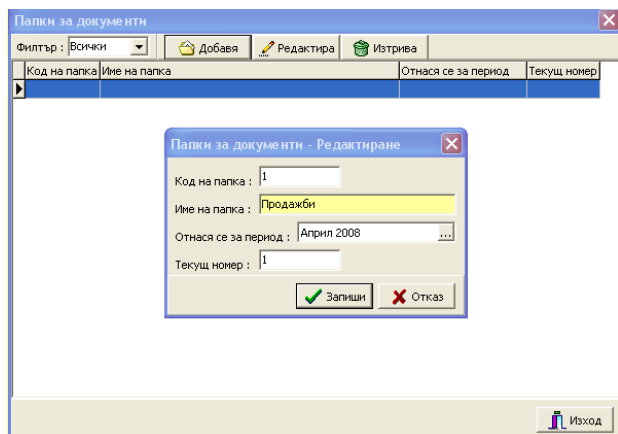 Папки за документи
Филтър : Всички Добавя Редактира Изтрива
Код на папка Име на папка Отнася се за период Текущ номер
Папки за документи - Редактиране
Код на папка : 1
Име на папка : Продажби
Отнася се за период : Април 2008 ...
Текущ номер : 1
Запиши Отказ
Изход